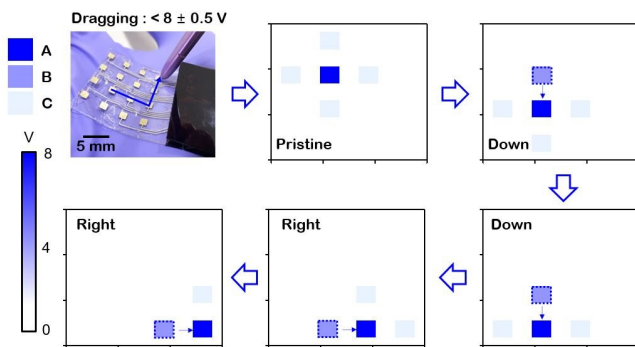 Dragging : < 8 ± 0.5 V
A
B
C
V
8
4
0
5 mm
Pristine
Down
Right
Right
Down